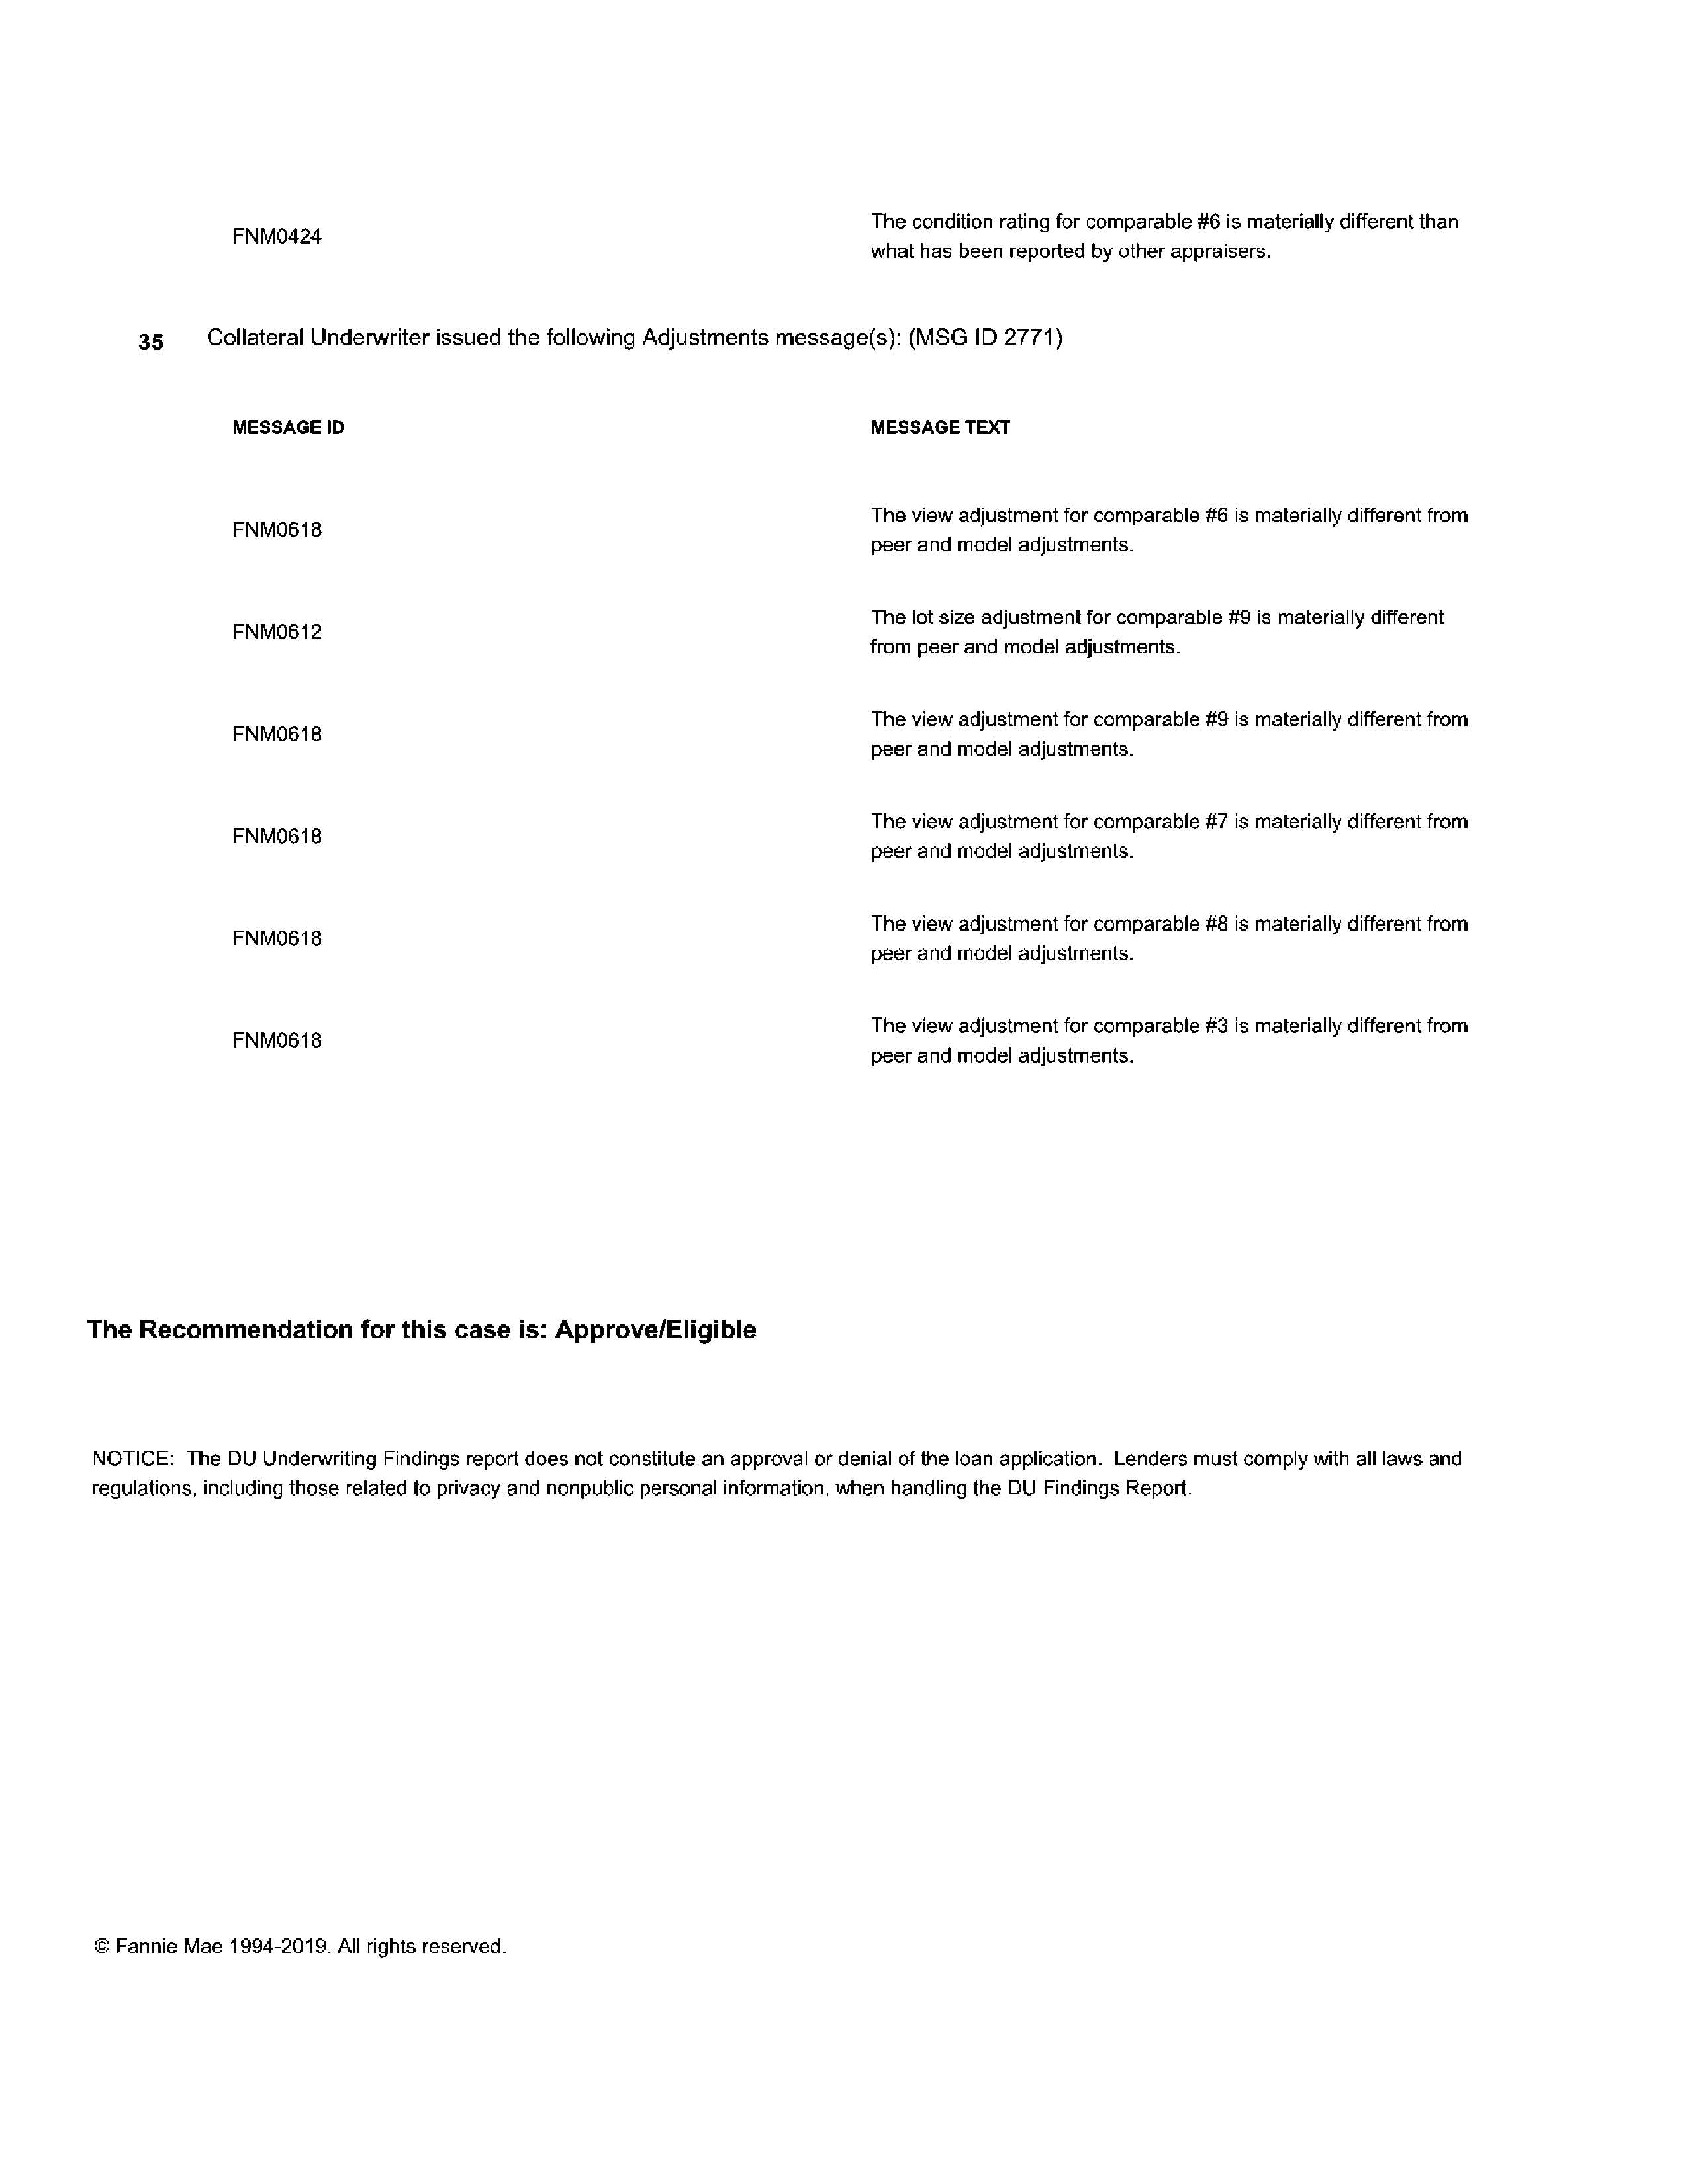 FNM0424
The condition rating for comparable #6 is materially different than
what has been reported by other appraisers.
35 Collateral Underwriter issued the following Adjustments message(s): (MSG ID 2771)
MESSAGE ID MESSAGE TEXT
FNM0618
The view adjustment for comparable #6 is materially different from
peer and model adjustments.
FNM0612
The lot size adjustment for comparable #9 is materially different
from peer and model adjustments.
FNM0618
The view adjustment for comparable #9 is materially different from
peer and model adjustments.
FNM0618
The view adjustment for comparable #7 is materially different from
peer and model adjustments.
FNM0618
The view adjustment for comparable #8 is materially different from
peer and model adjustments.
FNM0618
The view adjustment for comparable #3 is materially different from
peer and model adjustments.
The Recommendation for this case is: Approve/Eligible
NOTICE: The DU Underwriting Findings report does not constitute an approval or denial of the loan application. Lenders must comply with all laws and
regulations, including those related to privacy and nonpublic personal information, when handling the DU Findings Report.
© Fannie Mae 1994-2019. All rights reserved.